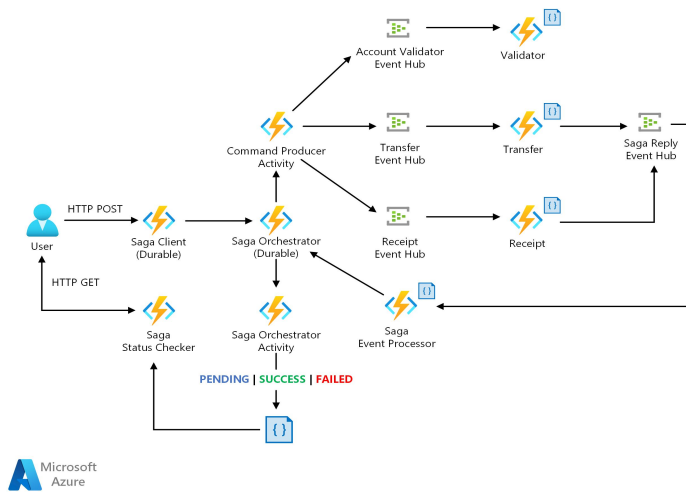 Account Validator
Event Hub
Validator
Command Producer
Activity
Transfer
Event Hub
Transfer
Saga Reply
Event Hub
HTTP POST
User
Saga Client
(Durable)
Saga Orchestrator
(Durable)
Receipt
Event Hub
Receipt
HTTP GET
Saga
Status Checker
Saga Orchestrator
Activity
Saga
Event Processor
PENDING | SUCCESS | FAILED
Microsoft
Azure